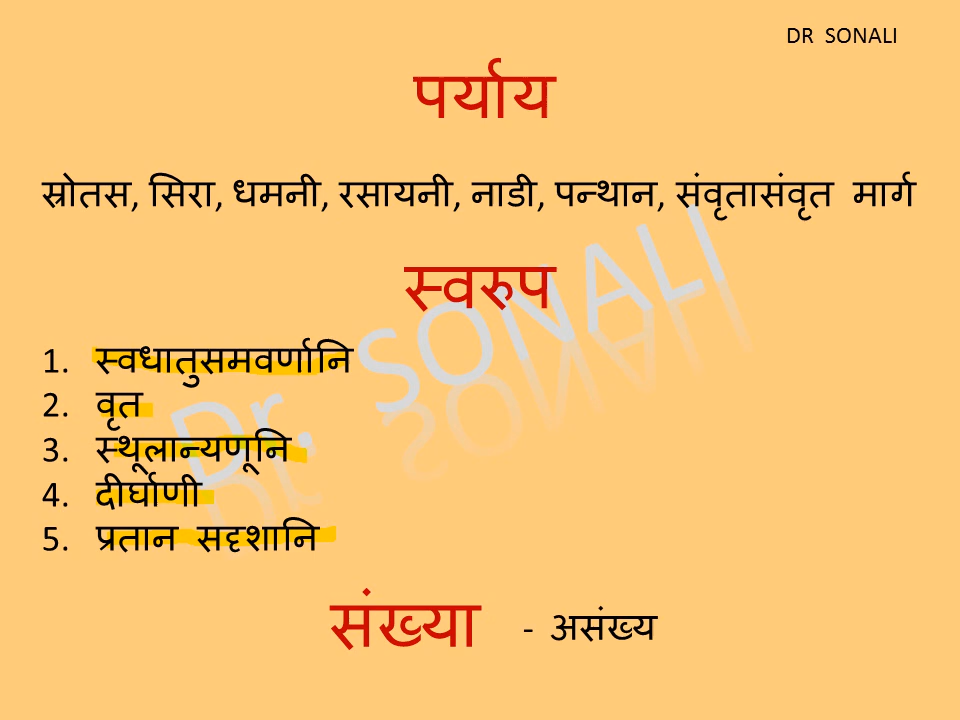 DR SONALI
पर्याय
स्रोतस, सिरा, धमनी, रसायनी, नाडी, पन्थान, संवृतासंवृत मार्ग
स्वरुप
1. स्वधातुसमवर्णानि
2. वृत
3. स्थूलान्यणूनि
4. दीर्घाणी
5. प्रतान सदृशानि
Dr. SONALI
संख्या - असंख्य